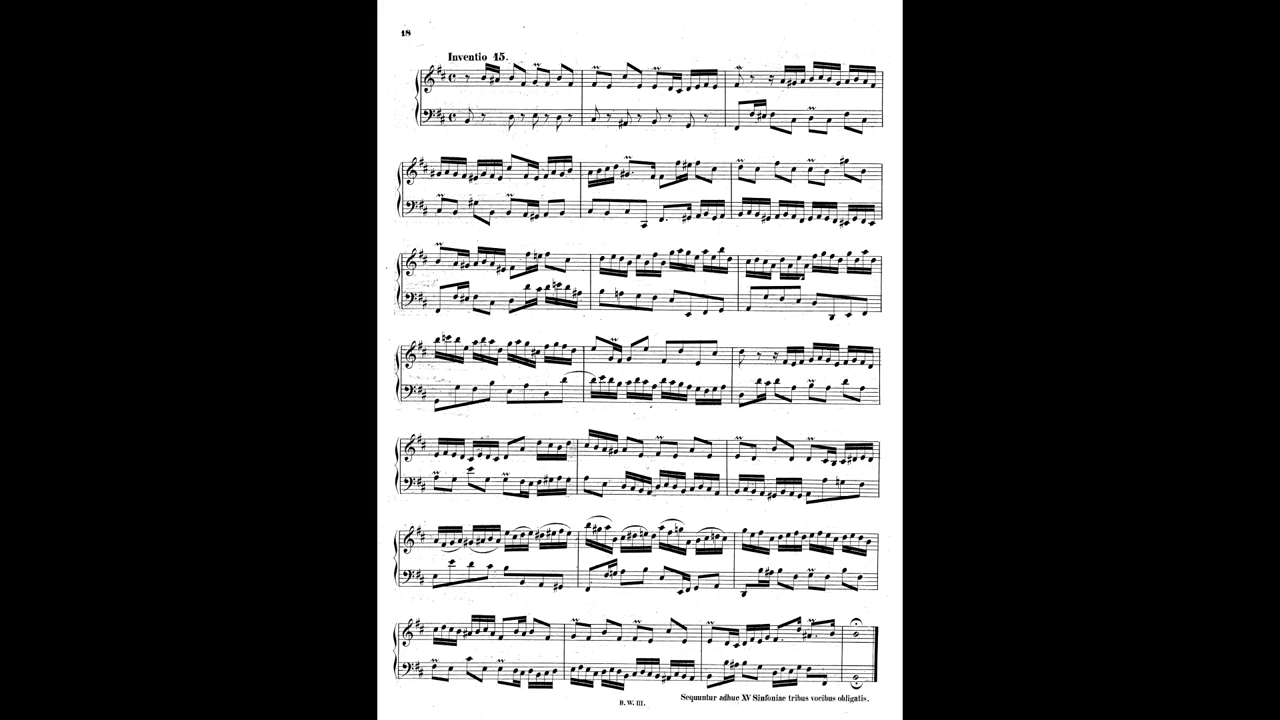 18
Inventio 15.
Sequuntur adhuc XV Sinfoniae tribus vocibus obligatis.
B. W. III.